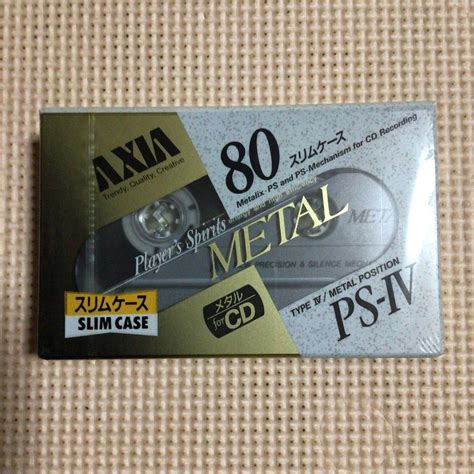 AXIA
Trendy, Quality, Creative
80
スリムケース
Metalix-PS and PS-Mechanism for CD Recording
Player's Spirits
METAL
META
PRECISION & SILENCE MECH
スリムケース
SLIM CASE
メタル
for CD
TYPE IV/METAL POSITION
PS-IV